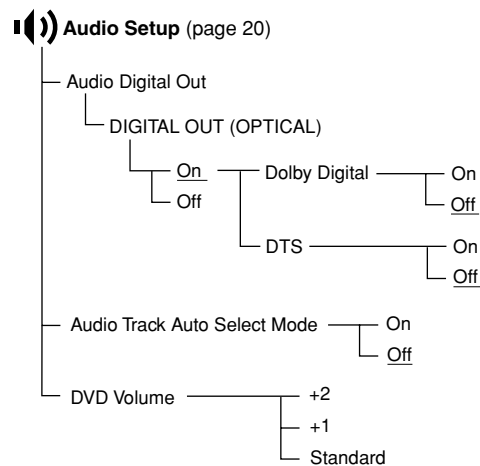 Audio Setup (page 20)
Audio Digital Out
DIGITAL OUT (OPTICAL)
On Dolby Digital On
Off Off
DTS On
Off
Audio Track Auto Select Mode On
Off
DVD Volume +2
+1
Standard